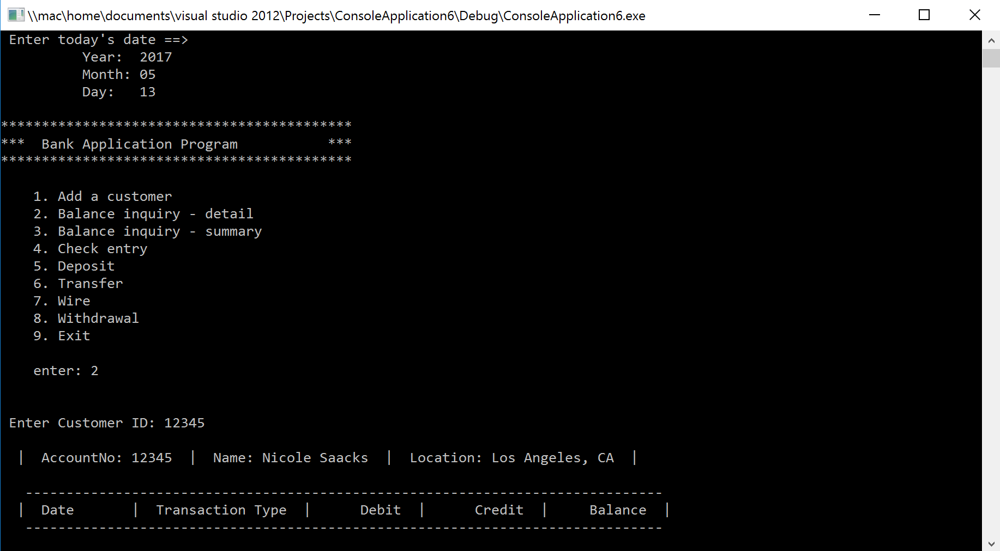 \\mac\home\documents\visual studio 2012\Projects\ConsoleApplication6\Debug\ConsoleApplication6.exe
Enter today's date ==>
Year:  2017
Month: 05
Day:   13
*******************************************
***  Bank Application Program           ***
*******************************************
1. Add a customer
2. Balance inquiry - detail
3. Balance inquiry - summary
4. Check entry
5. Deposit
6. Transfer
7. Wire
8. Withdrawal
9. Exit
enter: 2
Enter Customer ID: 12345
|  AccountNo: 12345  |  Name: Nicole Saacks  |  Location: Los Angeles, CA  |
------------------------------------------------------------------------------
|  Date       |  Transaction Type  |      Debit  |      Credit  |     Balance  |
------------------------------------------------------------------------------